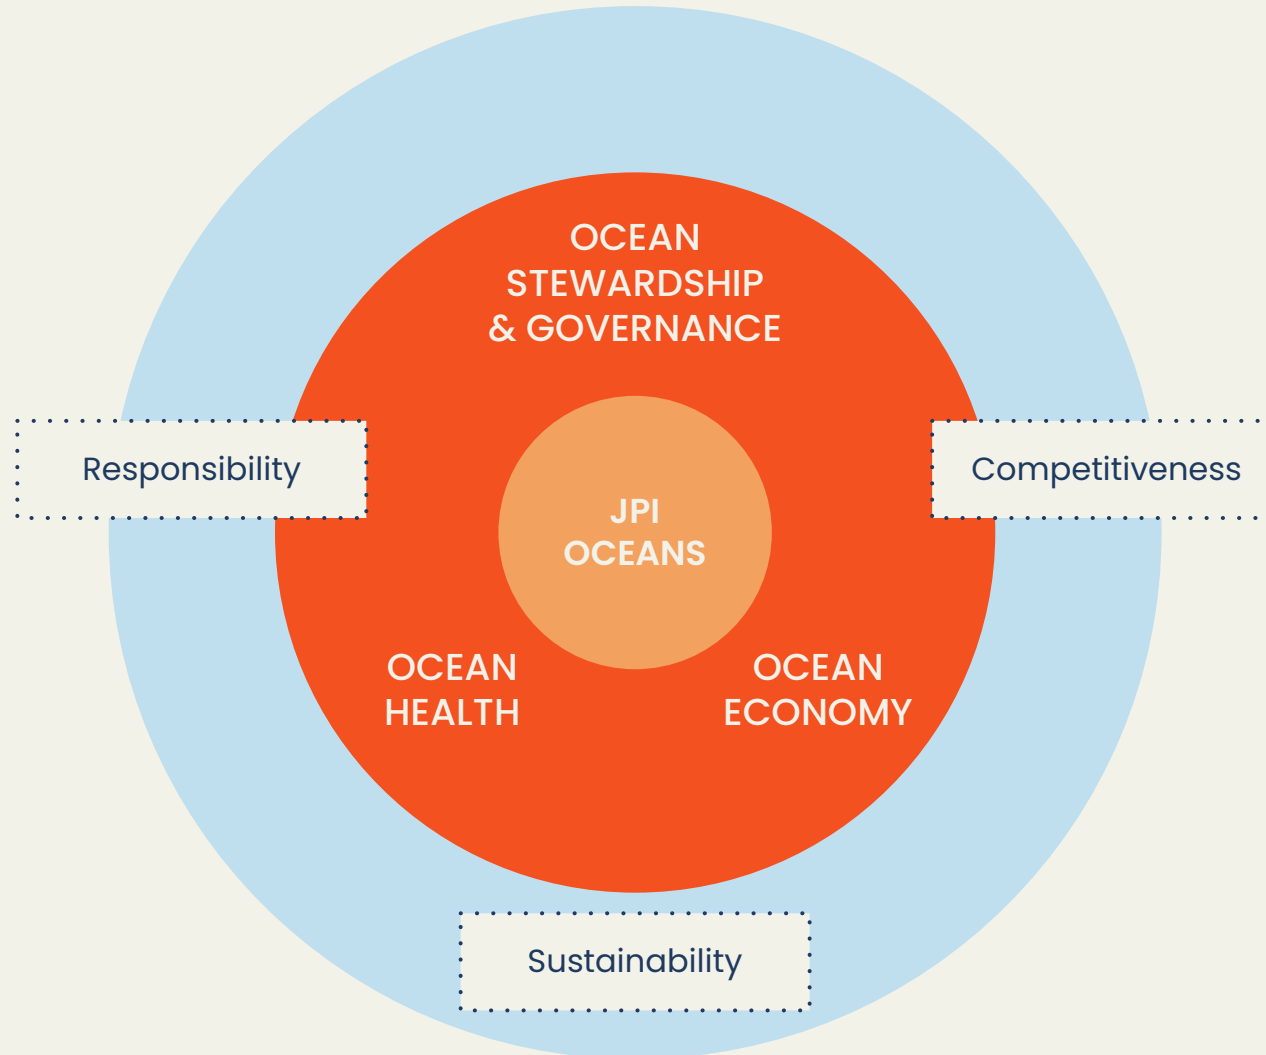 OCEAN
STEWARDSHIP
& GOVERNANCE
Responsibility
Competitiveness
JPI
OCEANS
OCEAN
HEALTH
OCEAN
ECONOMY
Sustainability